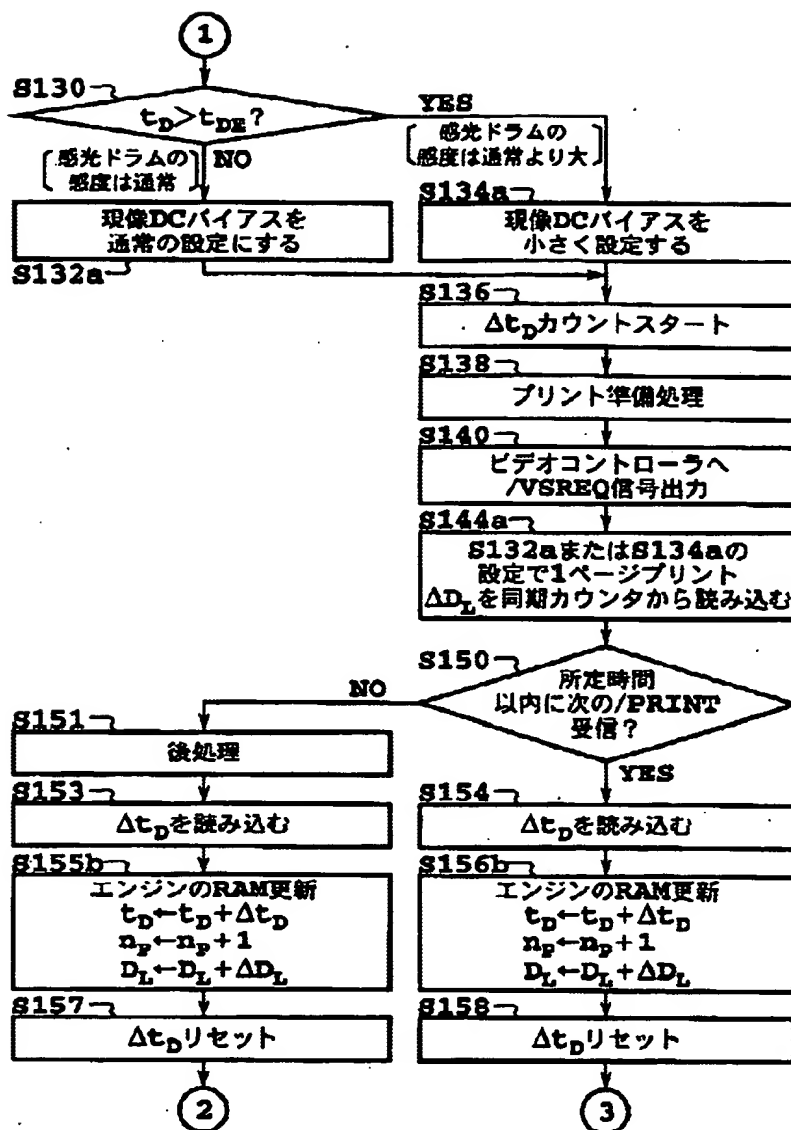 1
S130
t_D>t_DE?
YES
感光ドラムの
感度は通常より大
感光ドラムの
感度は通常
NO
S134a
現像DCバイアスを
通常の設定にする
現像DCバイアスを
小さく設定する
S132a
S136
Δt_Dカウントスタート
S138
プリント準備処理
S140
ビデオコントローラへ
/VSREQ信号出力
S144a
S132aまたはS134aの
設定で1ページプリント
ΔD_Lを同期カウンタから読み込む
S150
所定時間
以内に次の/PRINT
受信?
NO
YES
S151
後処理
S153
Δt_Dを読み込む
S154
Δt_Dを読み込む
S155b
エンジンのRAM更新
t_D←t_D+Δt_D
n_P←n_P+1
D_L←D_L+ΔD_L
S156b
エンジンのRAM更新
t_D←t_D+Δt_D
n_P←n_P+1
D_L←D_L+ΔD_L
S157
Δt_Dリセット
S158
Δt_Dリセット
2
3